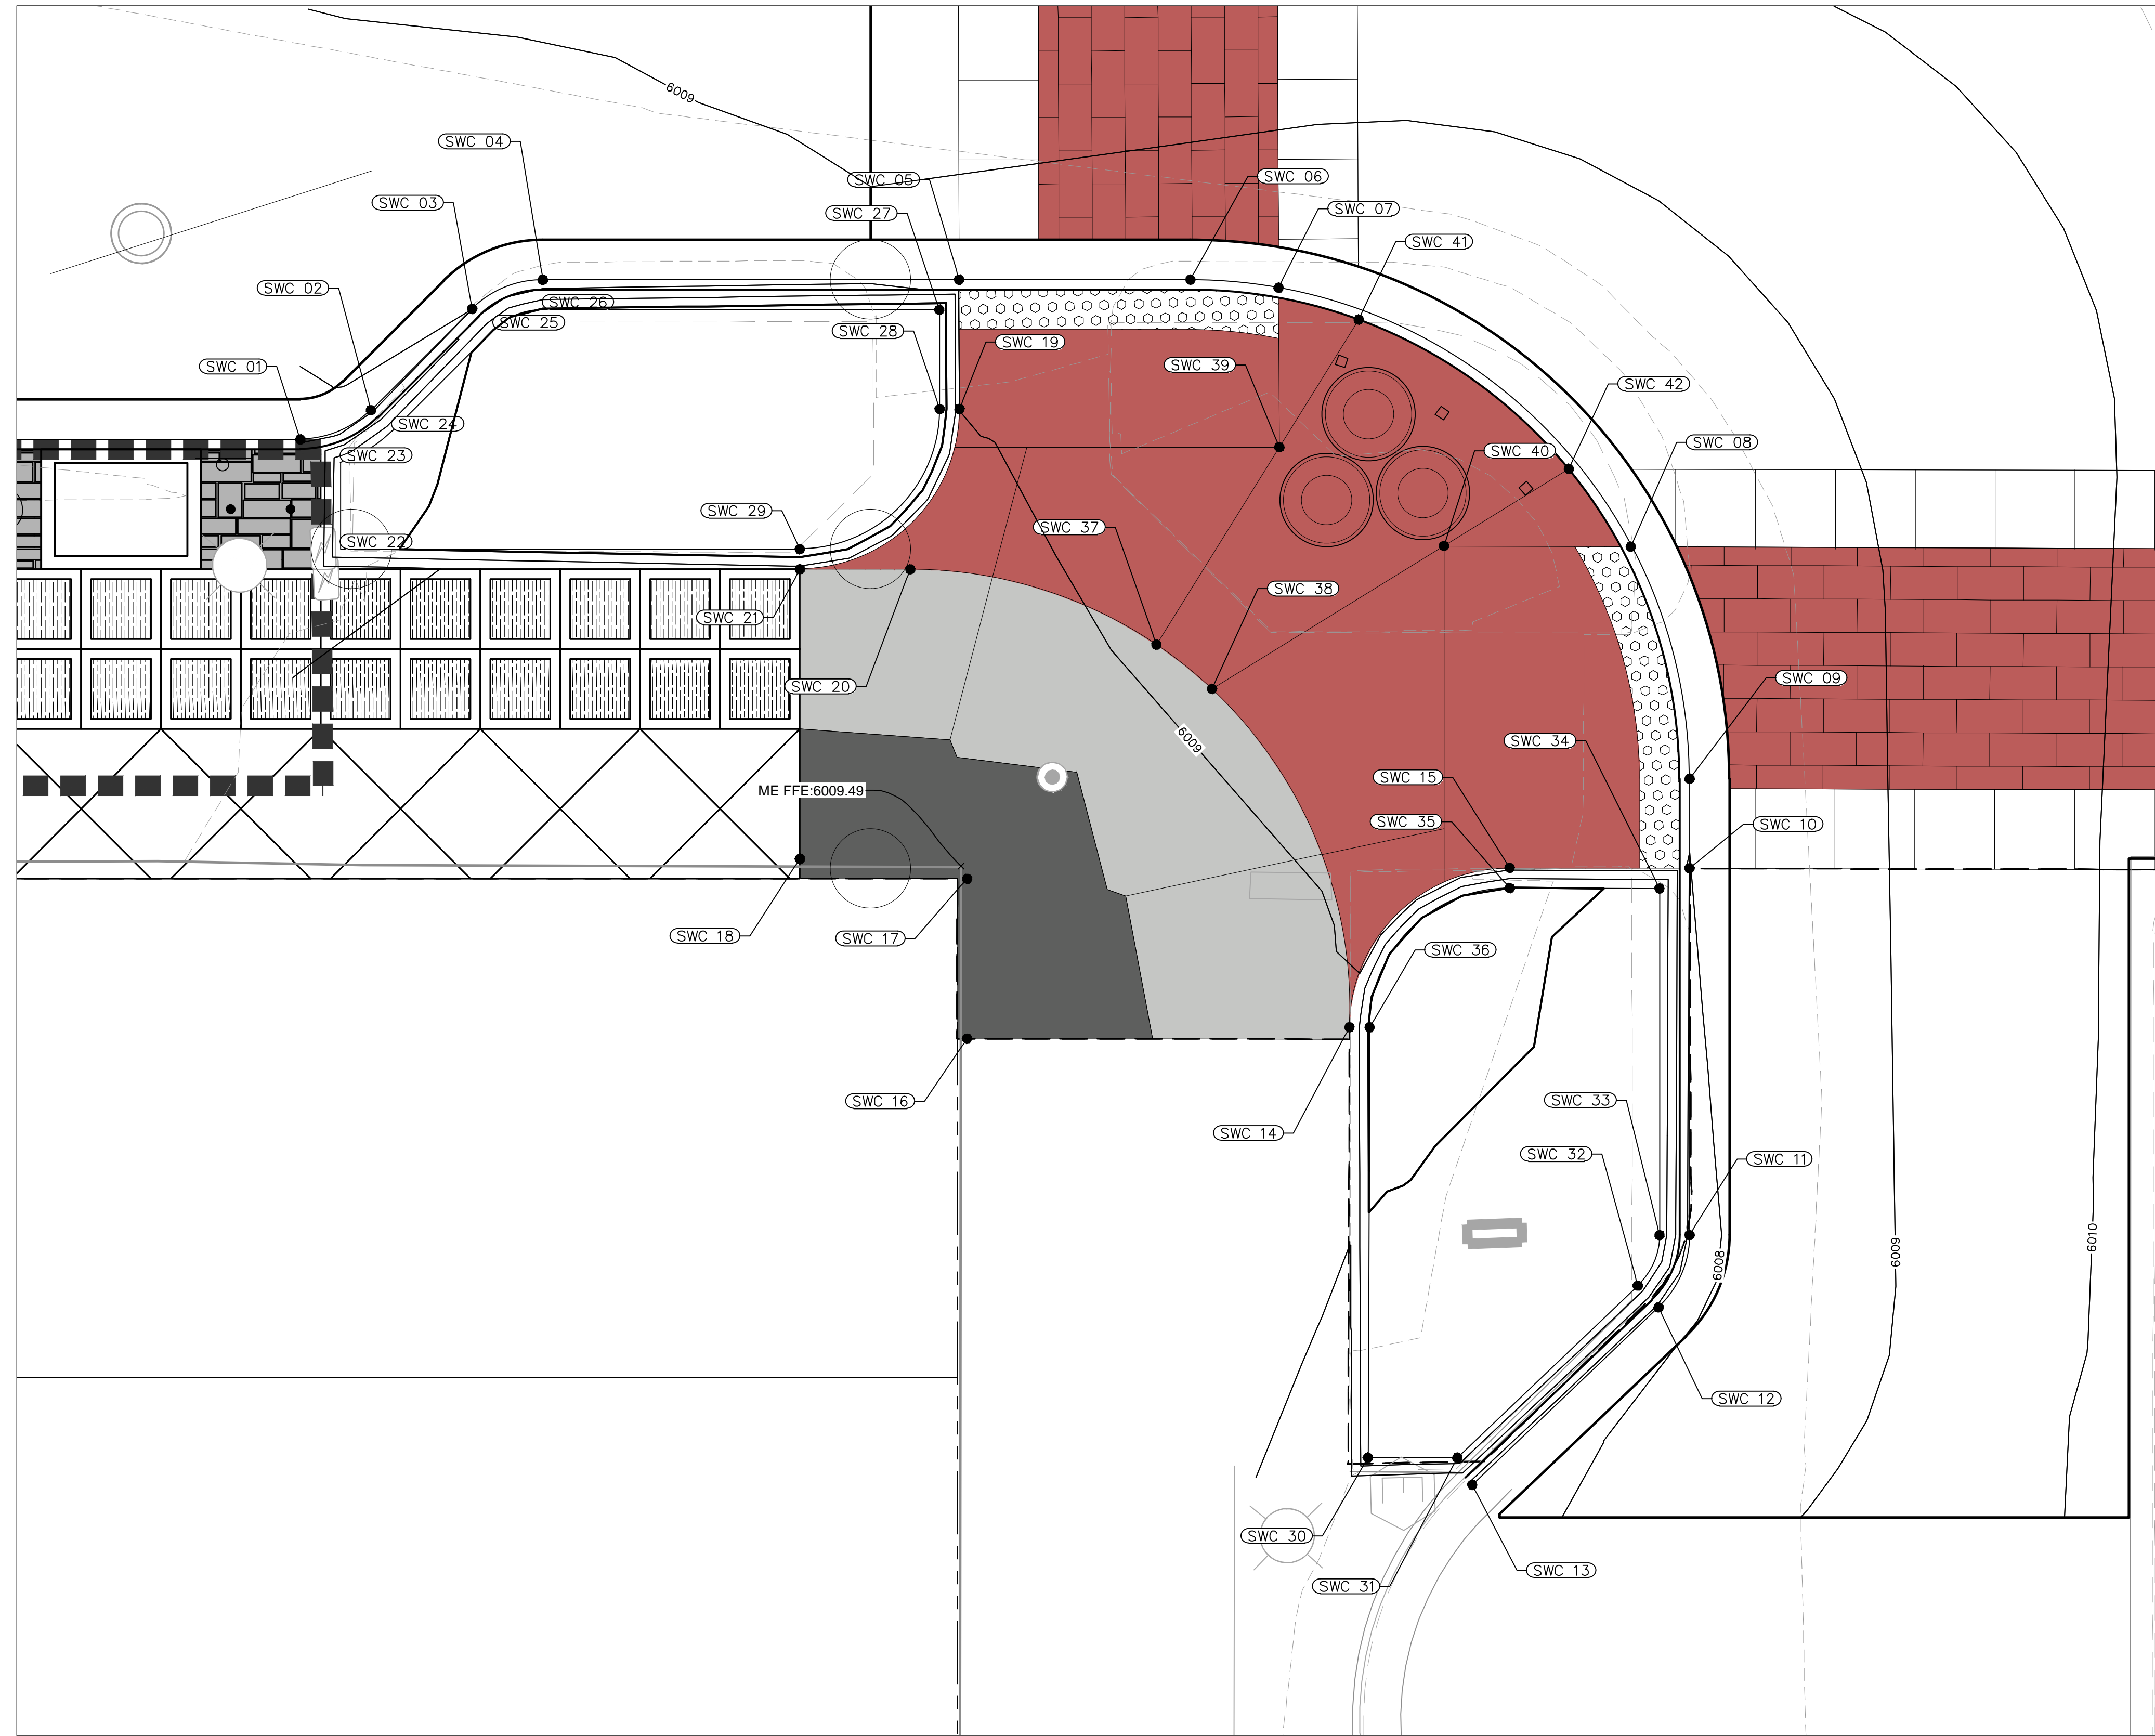 6009
SWC 04
SWC 05
SWC 06
SWC 03
SWC 27
SWC 07
SWC 41
SWC 02
SWC 26
SWC 25
SWC 28
SWC 19
SWC 01
SWC 39
SWC 42
SWC 24
SWC 08
SWC 23
SWC 40
SWC 29
SWC 37
SWC 22
SWC 38
SWC 21
SWC 20
SWC 09
6009
SWC 34
SWC 15
ME FFE:6009.49
SWC 35
SWC 10
SWC 18
SWC 17
SWC 36
SWC 16
SWC 33
SWC 14
SWC 32
SWC 11
6008
6009
6010
SWC 12
SWC 30
SWC 13
SWC 31